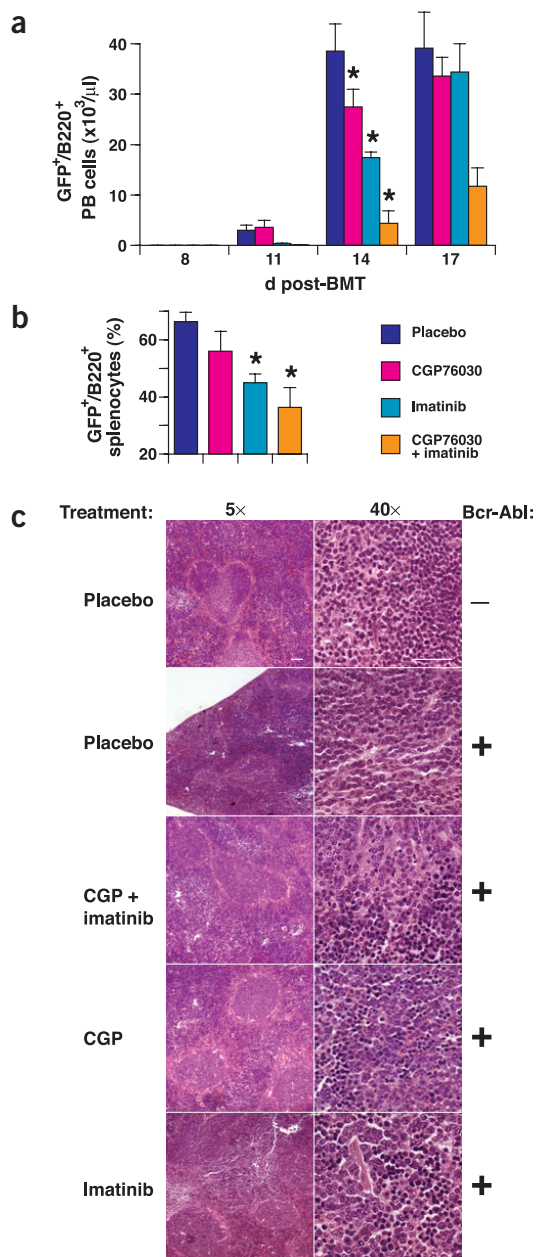 a
GFP+/B220+
PB cells (x10³/µl)
40
30
20
10
0
*
*
*
8 11 14 17
d post-BMT
b
GFP+/B220+
splenocytes (%)
60
40
20
*
*
Placebo
CGP76030
Imatinib
CGP76030
+ imatinib
c
Treatment: 5× 40× Bcr-Abl:
Placebo –
Placebo +
CGP +
imatinib +
CGP +
Imatinib +